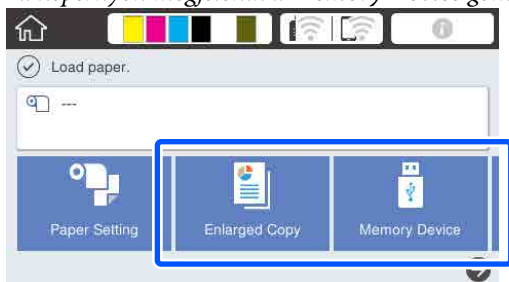 Load paper.
---
Paper Setting
Enlarged Copy
Memory Device